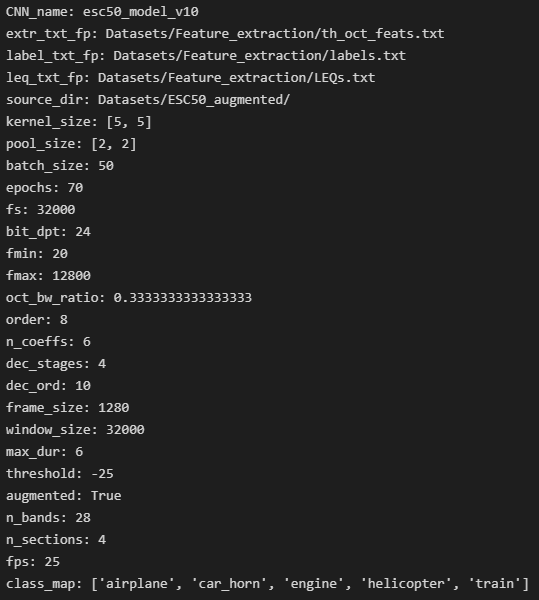 CNN_name: esc50_model_v10
extr_txt_fp: Datasets/Feature_extraction/th_oct_feats.txt
label_txt_fp: Datasets/Feature_extraction/labels.txt
leq_txt_fp: Datasets/Feature_extraction/LEQs.txt
source_dir: Datasets/ESC50_augmented/
kernel_size: [5, 5]
pool_size: [2, 2]
batch_size: 50
epochs: 70
fs: 32000
bit_dpt: 24
fmin: 20
fmax: 12800
oct_bw_ratio: 0.3333333333333333
order: 8
n_coeffs: 6
dec_stages: 4
dec_ord: 10
frame_size: 1280
window_size: 32000
max_dur: 6
threshold: -25
augmented: True
n_bands: 28
n_sections: 4
fps: 25
class_map: ['airplane', 'car_horn', 'engine', 'helicopter', 'train']